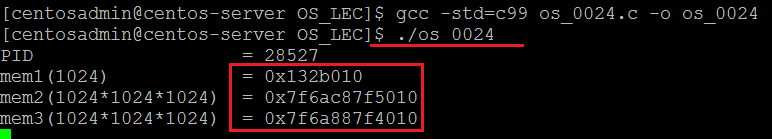 [centosadmin@centos-server OS_LEC]$ gcc -std=c99 os_0024.c -o os_0024
[centosadmin@centos-server OS_LEC]$ ./os_0024
PID = 28527
mem1(1024) = 0x132b010
mem2(1024*1024*1024) = 0x7f6ac87f5010
mem3(1024*1024*1024) = 0x7f6a887f4010